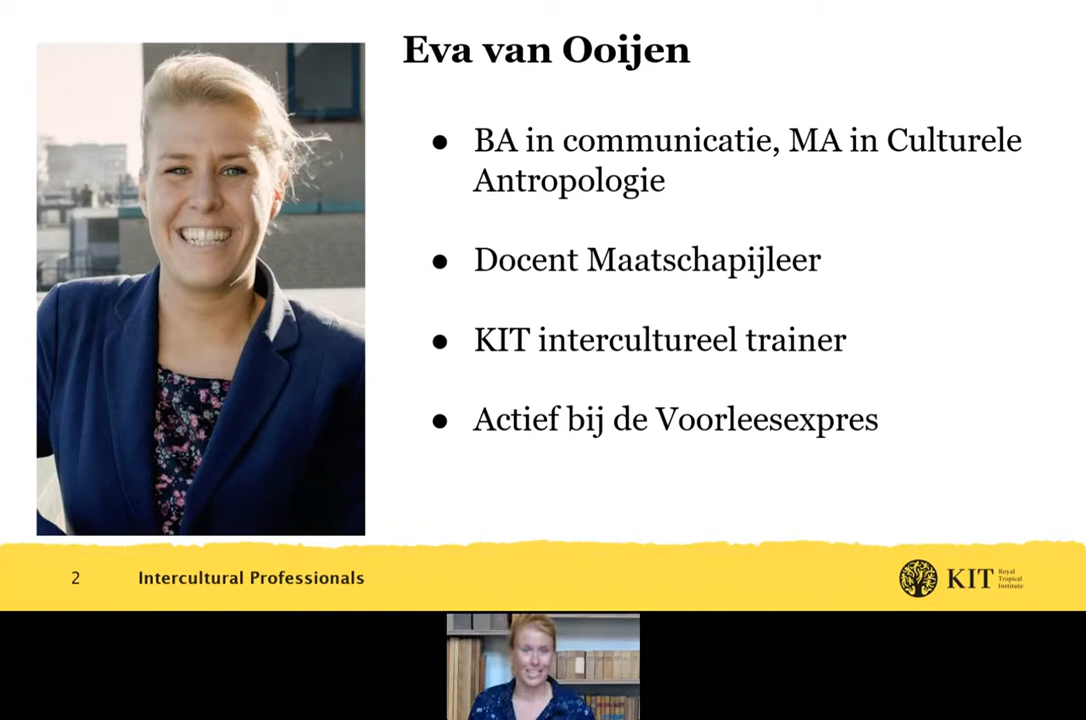 Eva van Ooijen
● BA in communicatie, MA in Culturele
Antropologie
● Docent Maatschapijleer
● KIT intercultureel trainer
● Actief bij de Voorleesexpres
2 Intercultural Professionals
KIT Royal
Tropical
Institute